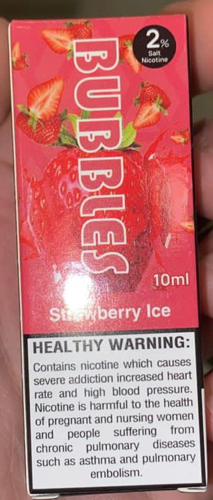 2%
Salt
Nicotine
BUBBLES
10ml
Strawberry Ice
HEALTHY WARNING:
Contains nicotine which causes
severe addiction increased heart
rate and high blood pressure.
Nicotine is harmful to the health
of pregnant and nursing women
and people suffering from
chronic pulmonary diseases
such as asthma and pulmonary
embolism.